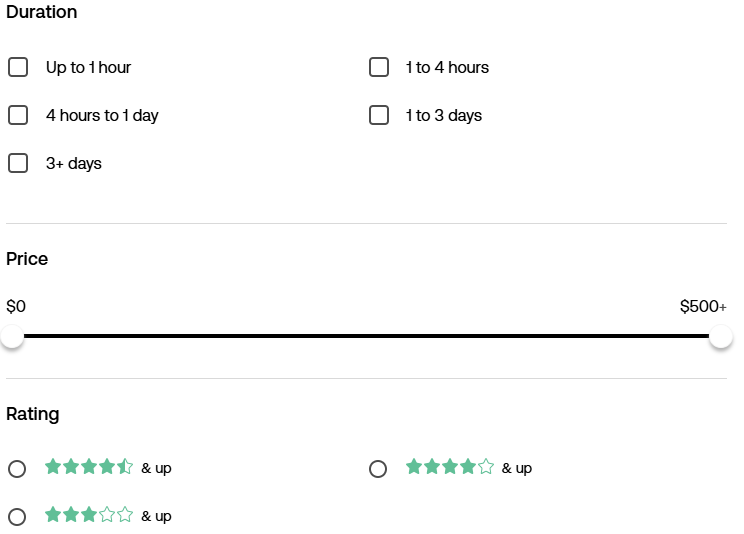 Duration
Up to 1 hour
1 to 4 hours
4 hours to 1 day
1 to 3 days
3+ days
Price
$0
$500+
Rating
& up
& up
& up